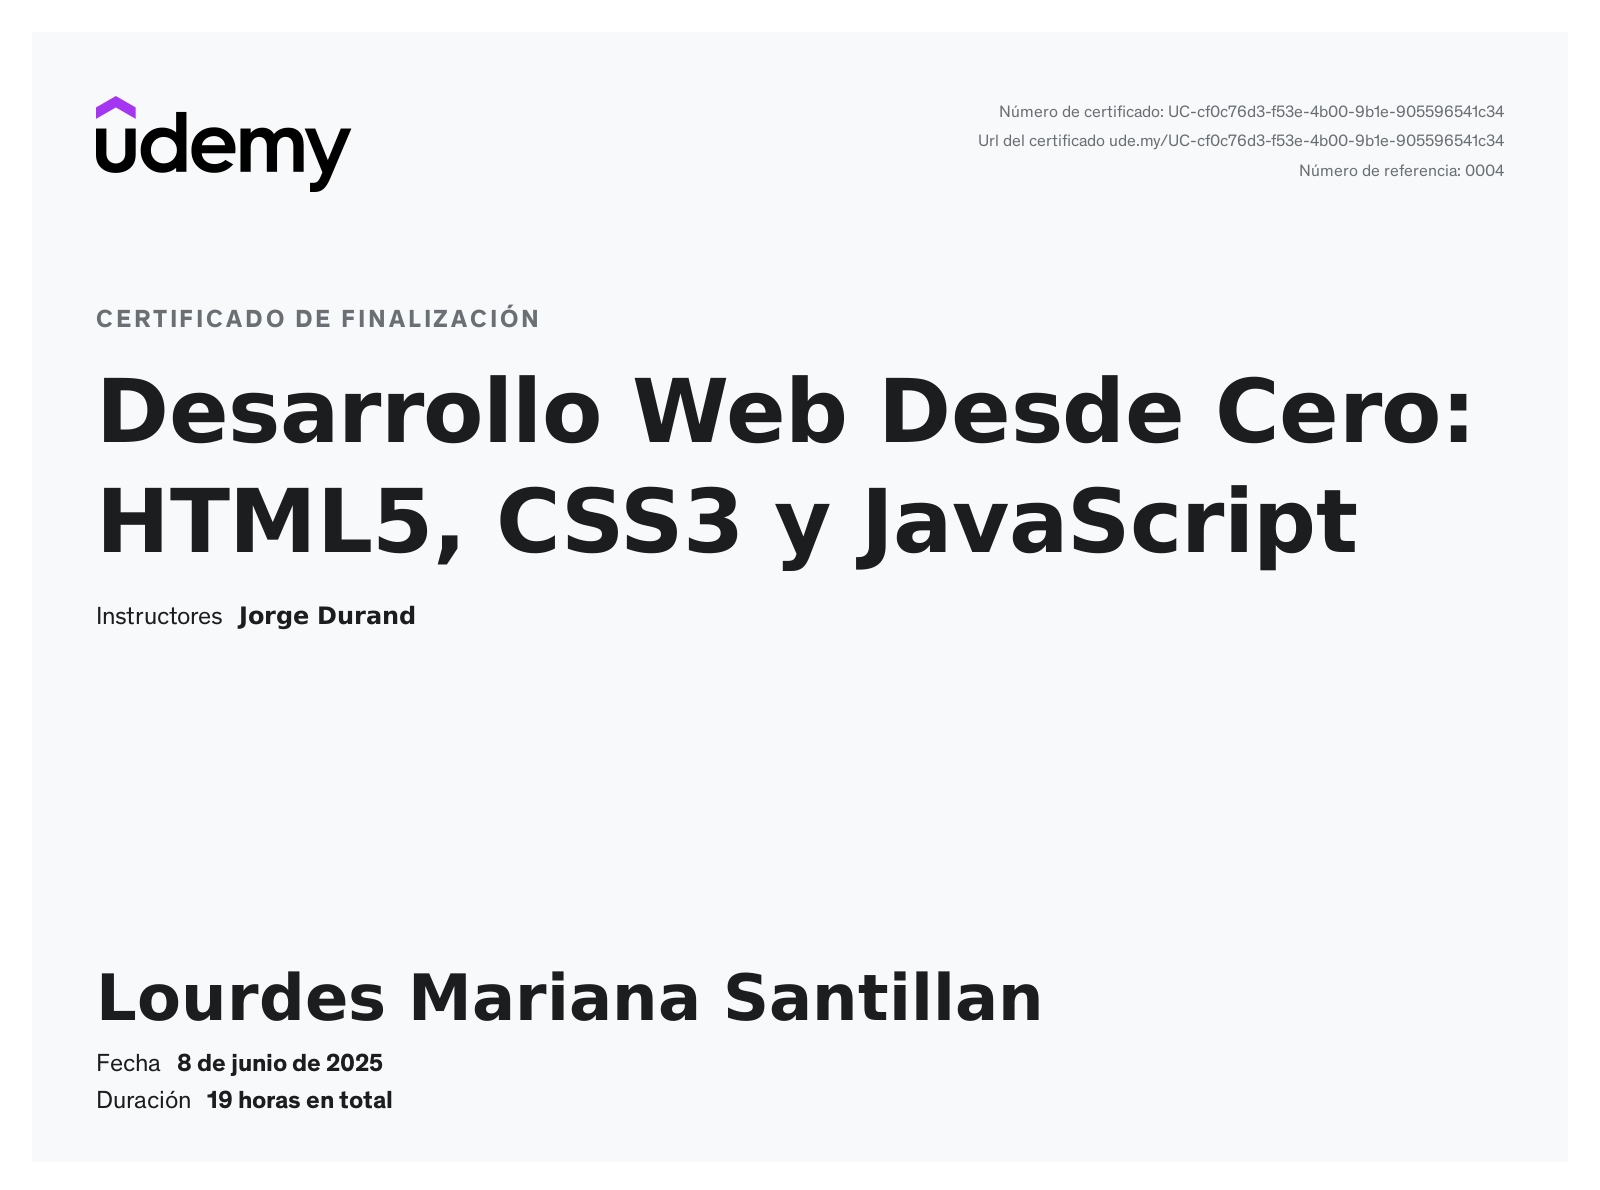 udemy
Número de certificado: UC-cf0c76d3-f53e-4b00-9b1e-905596541c34
Url del certificado ude.my/UC-cf0c76d3-f53e-4b00-9b1e-905596541c34
Número de referencia: 0004
CERTIFICADO DE FINALIZACIÓN
Desarrollo Web Desde Cero:
HTML5, CSS3 y JavaScript
Instructores Jorge Durand
Lourdes Mariana Santillan
Fecha 8 de junio de 2025
Duración 19 horas en total